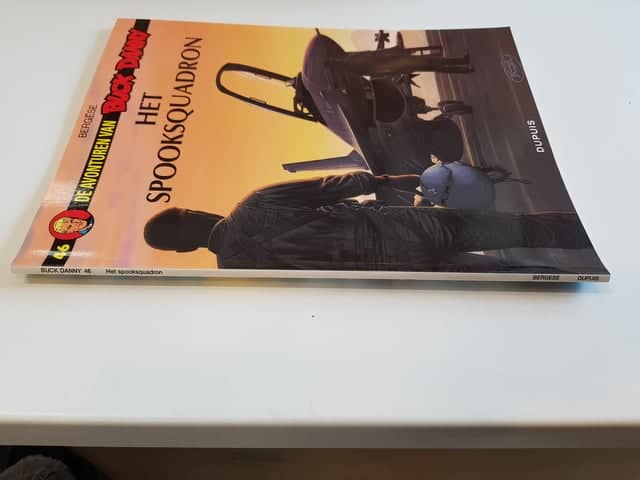 BERGÈSE
46 DE AVONTUREN VAN BUCK DANNY
HET
SPOOKSQUADRON
DUPUIS
BUCK DANNY 46 Het spooksquadron BERGÈSE DUPUIS